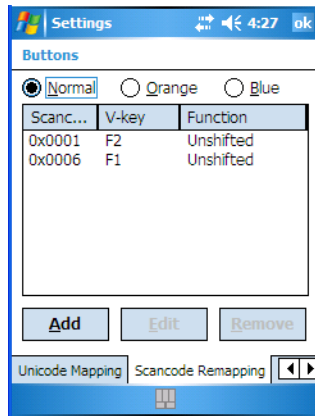 Settings 4:27 ok
Buttons
Normal Orange Blue
Scanc... V-key Function
0x0001 F2 Unshifted
0x0006 F1 Unshifted
Add Edit Remove
Unicode Mapping Scancode Remapping